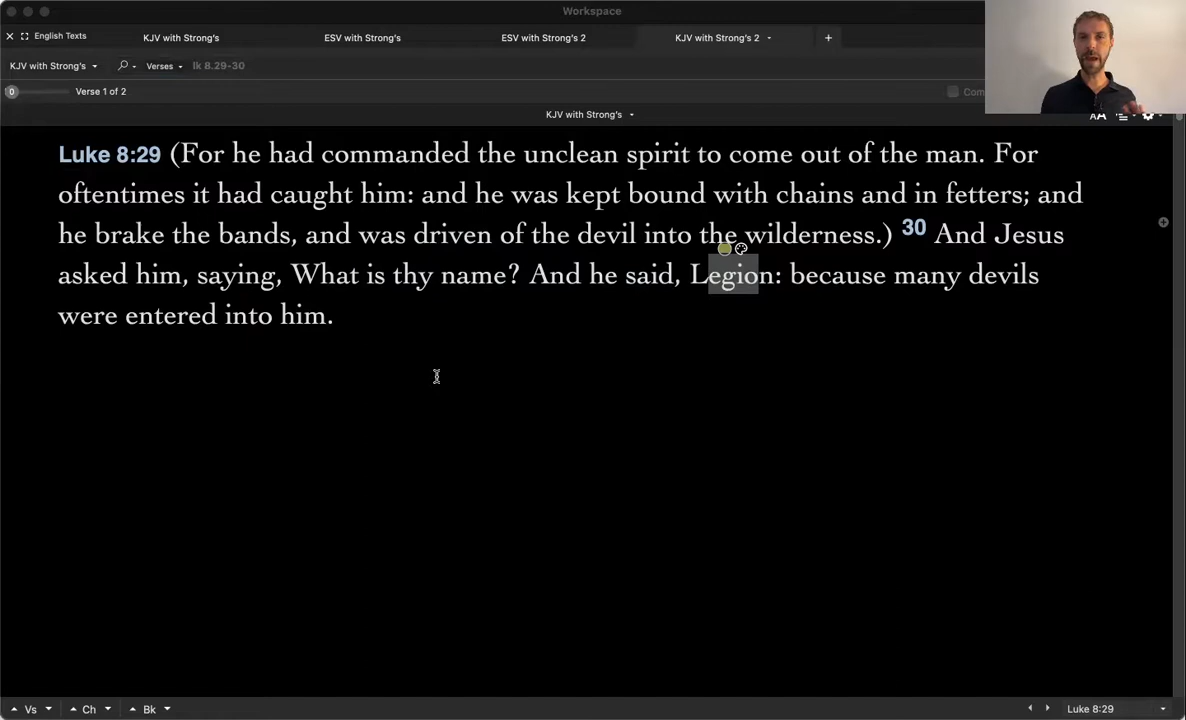 Workspace
English Texts KJV with Strong's ESV with Strong's ESV with Strong's 2 KJV with Strong's 2 +
KJV with Strong's Verses lk 8.29-30
0 Verse 1 of 2 Com
KJV with Strong's AA
Luke 8:29 (For he had commanded the unclean spirit to come out of the man. For
oftentimes it had caught him: and he was kept bound with chains and in fetters; and
he brake the bands, and was driven of the devil into the wilderness.) 30 And Jesus
asked him, saying, What is thy name? And he said, Legion: because many devils
were entered into him.
Vs Ch Bk Luke 8:29